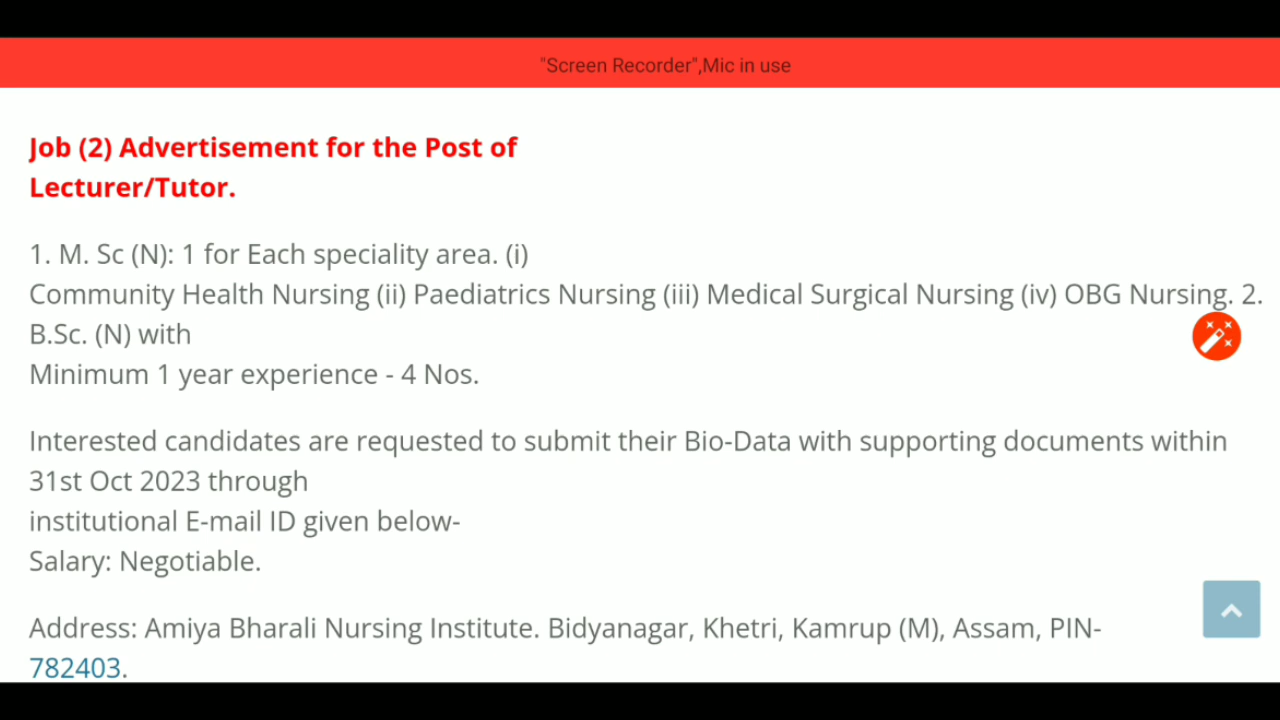 "Screen Recorder",Mic in use
Job (2) Advertisement for the Post of
Lecturer/Tutor.
1. M. Sc (N): 1 for Each speciality area. (i)
Community Health Nursing (ii) Paediatrics Nursing (iii) Medical Surgical Nursing (iv) OBG Nursing. 2.
B.Sc. (N) with
Minimum 1 year experience - 4 Nos.
Interested candidates are requested to submit their Bio-Data with supporting documents within
31st Oct 2023 through
institutional E-mail ID given below-
Salary: Negotiable.
Address: Amiya Bharali Nursing Institute. Bidyanagar, Khetri, Kamrup (M), Assam, PIN-
782403.